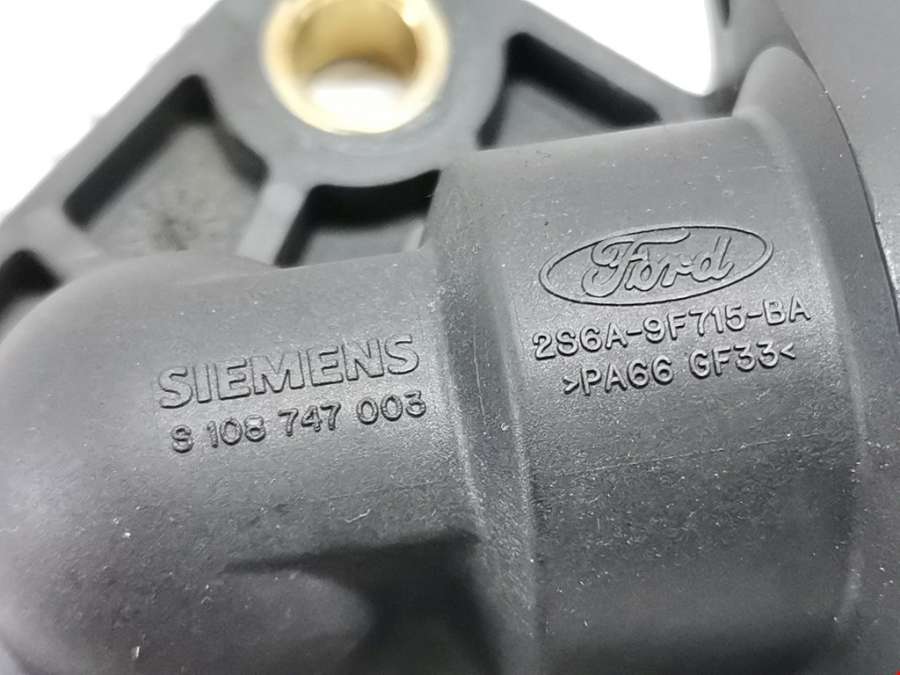 SIEMENS
S 108 747 003
Ford
2S6A-9F715-BA
>PA66 GF33<